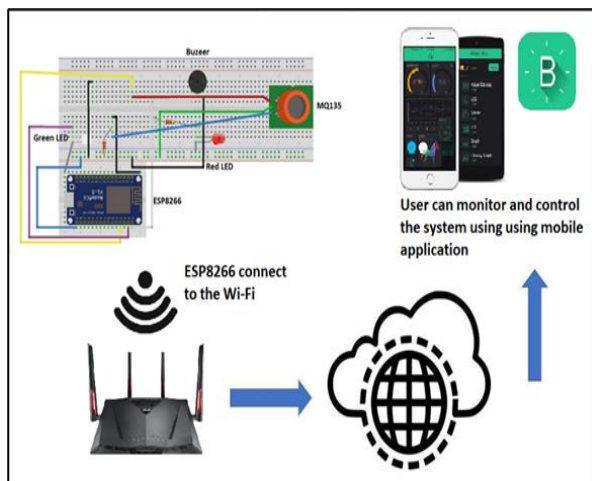 Buzeer
MQ135
Green LED
Red LED
ESP8266
B
User can monitor and control
the system using using mobile
application
ESP8266 connect
to the Wi-Fi